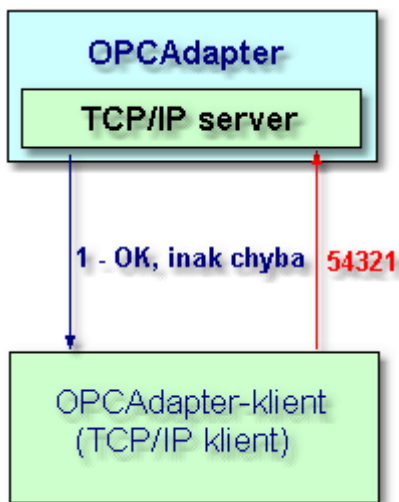 OPCAdapter
TCP/IP server
1 - OK, inak chyba
54321
OPCAdapter-klient
(TCP/IP klient)